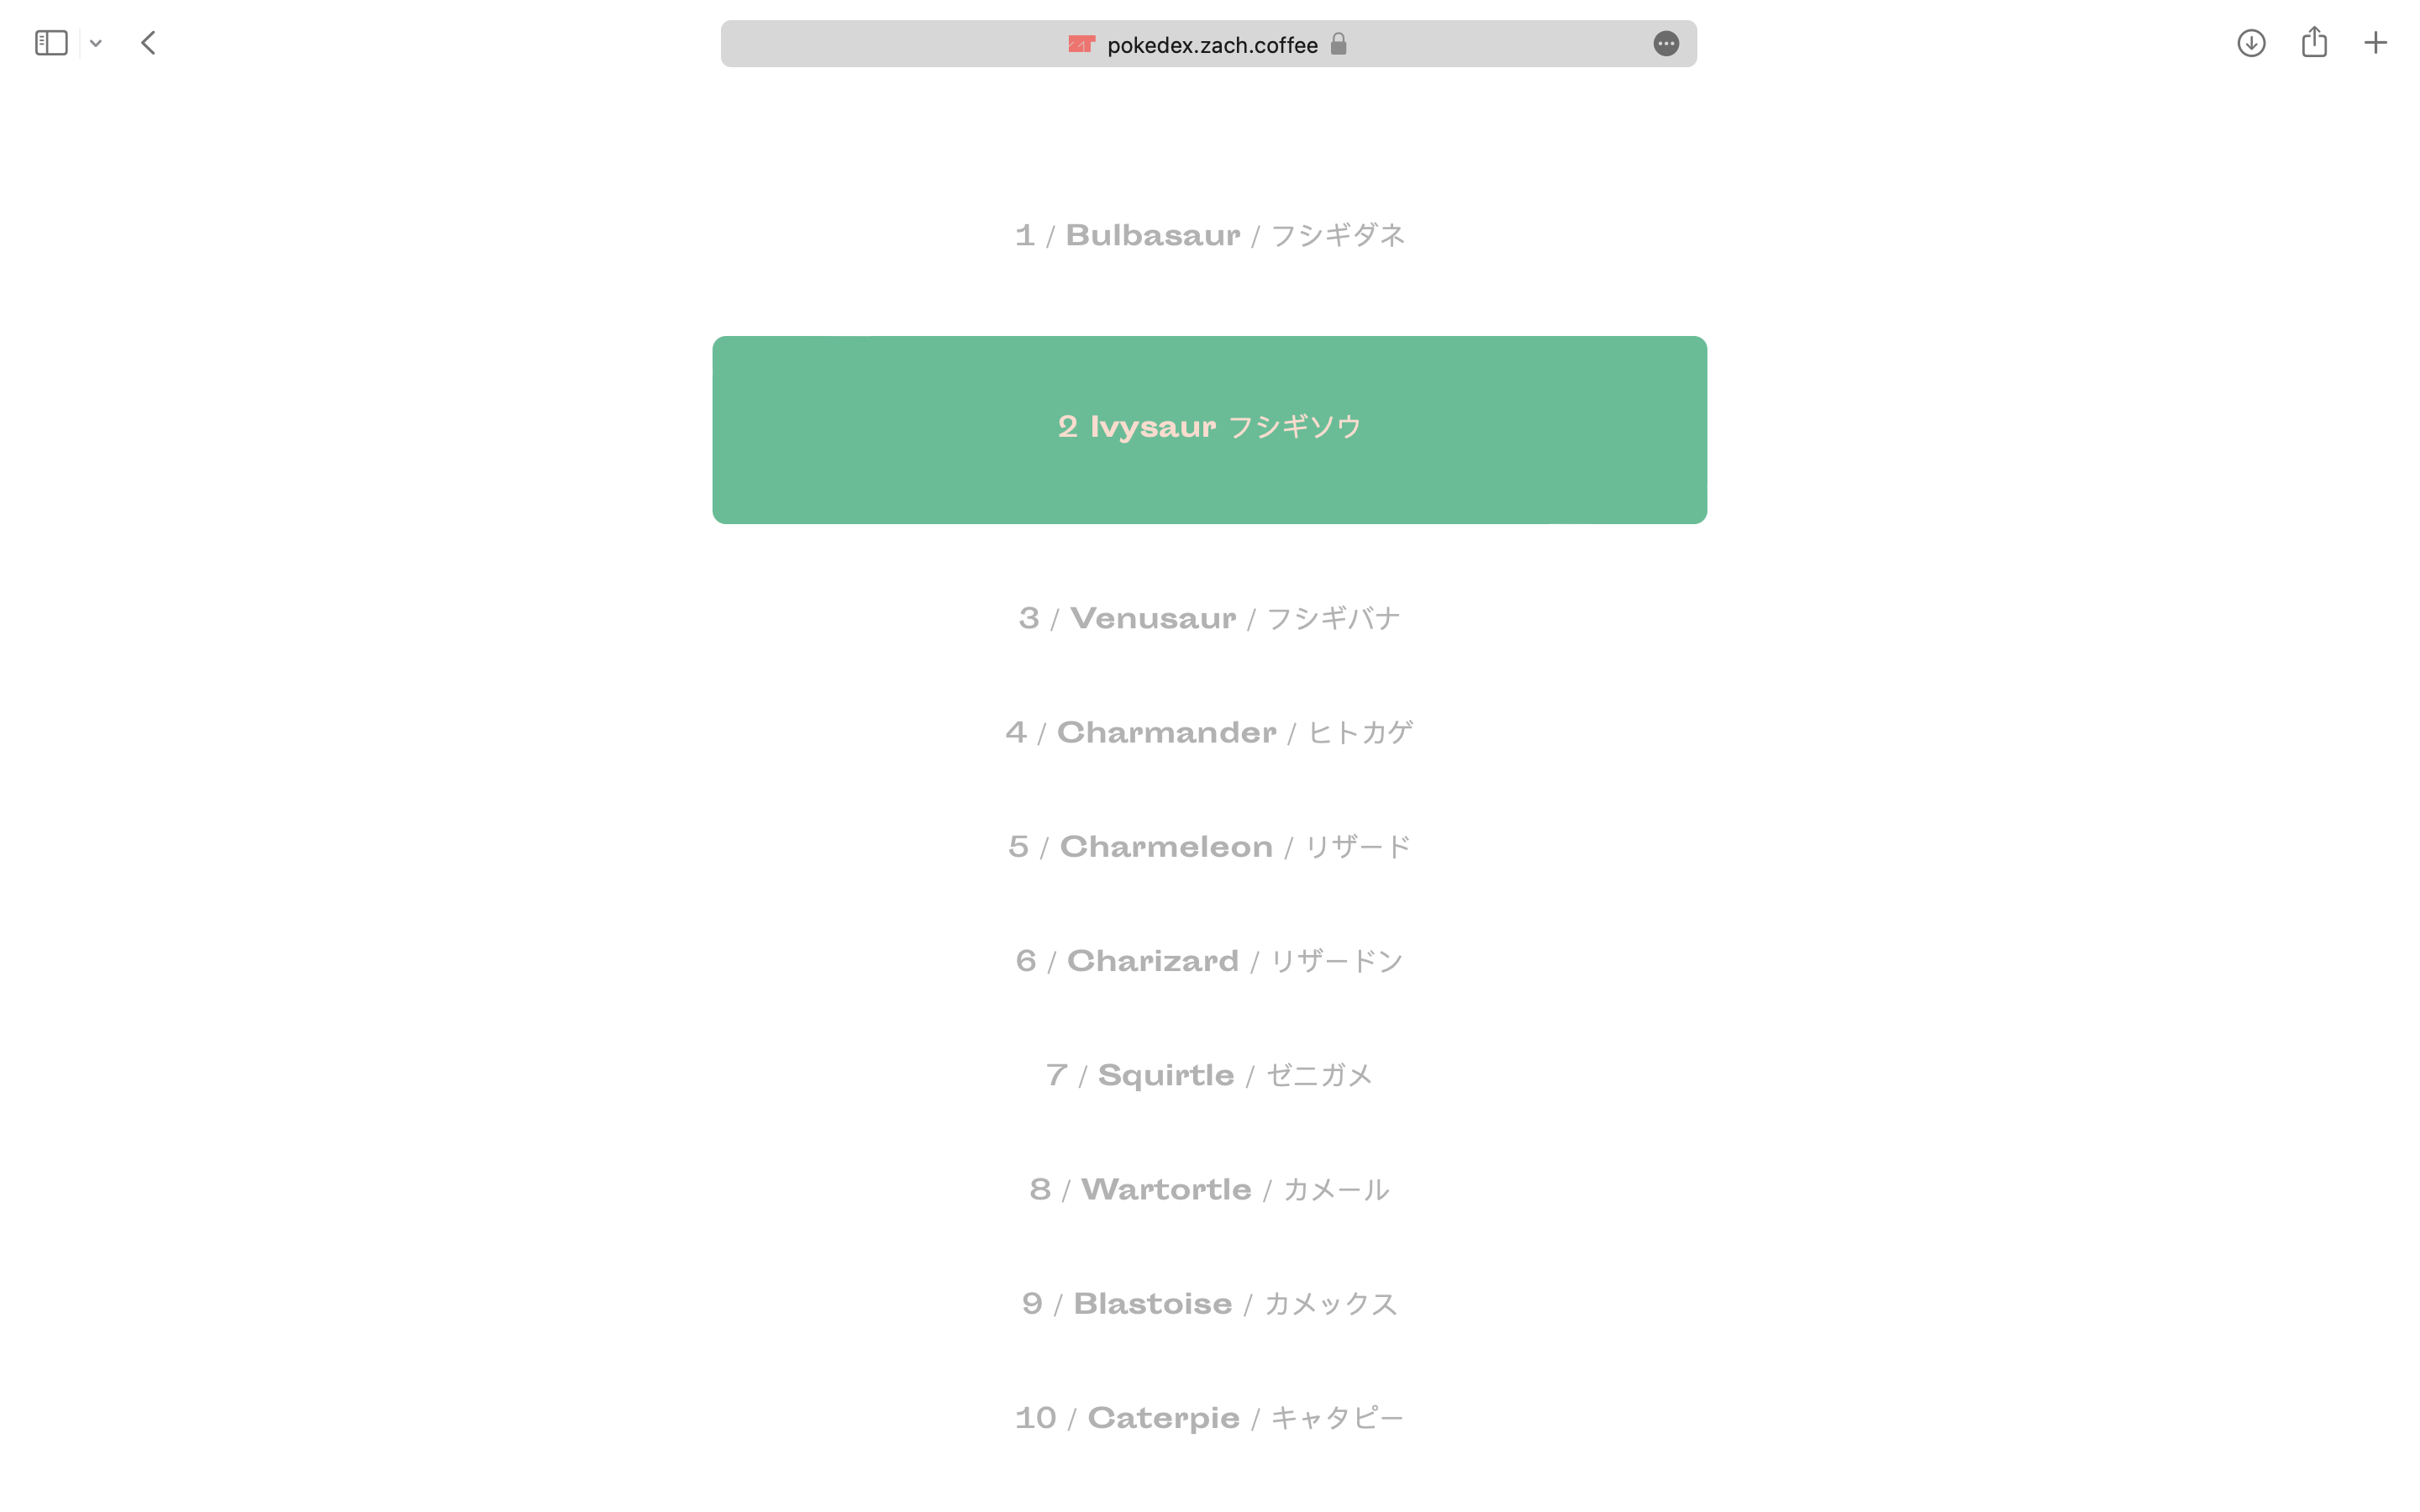 pokedex.zach.coffee
1 / Bulbasaur / フシギダネ
2 Ivysaur フシギソウ
3 / Venusaur / フシギバナ
4 / Charmander / ヒトカゲ
5 / Charmeleon / リザード
6 / Charizard / リザードン
7 / Squirtle / ゼニガメ
8 / Wartortle / カメール
9 / Blastoise / カメックス
10 / Caterpie / キャタピー